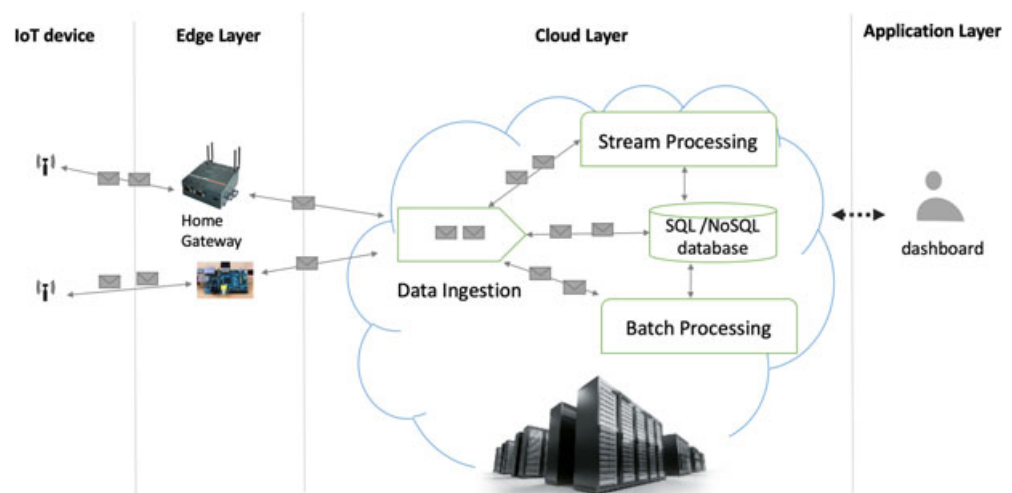 IoT device
Edge Layer
Cloud Layer
Application Layer
Stream Processing
Home
Gateway
SQL /NoSQL
database
dashboard
Data Ingestion
Batch Processing